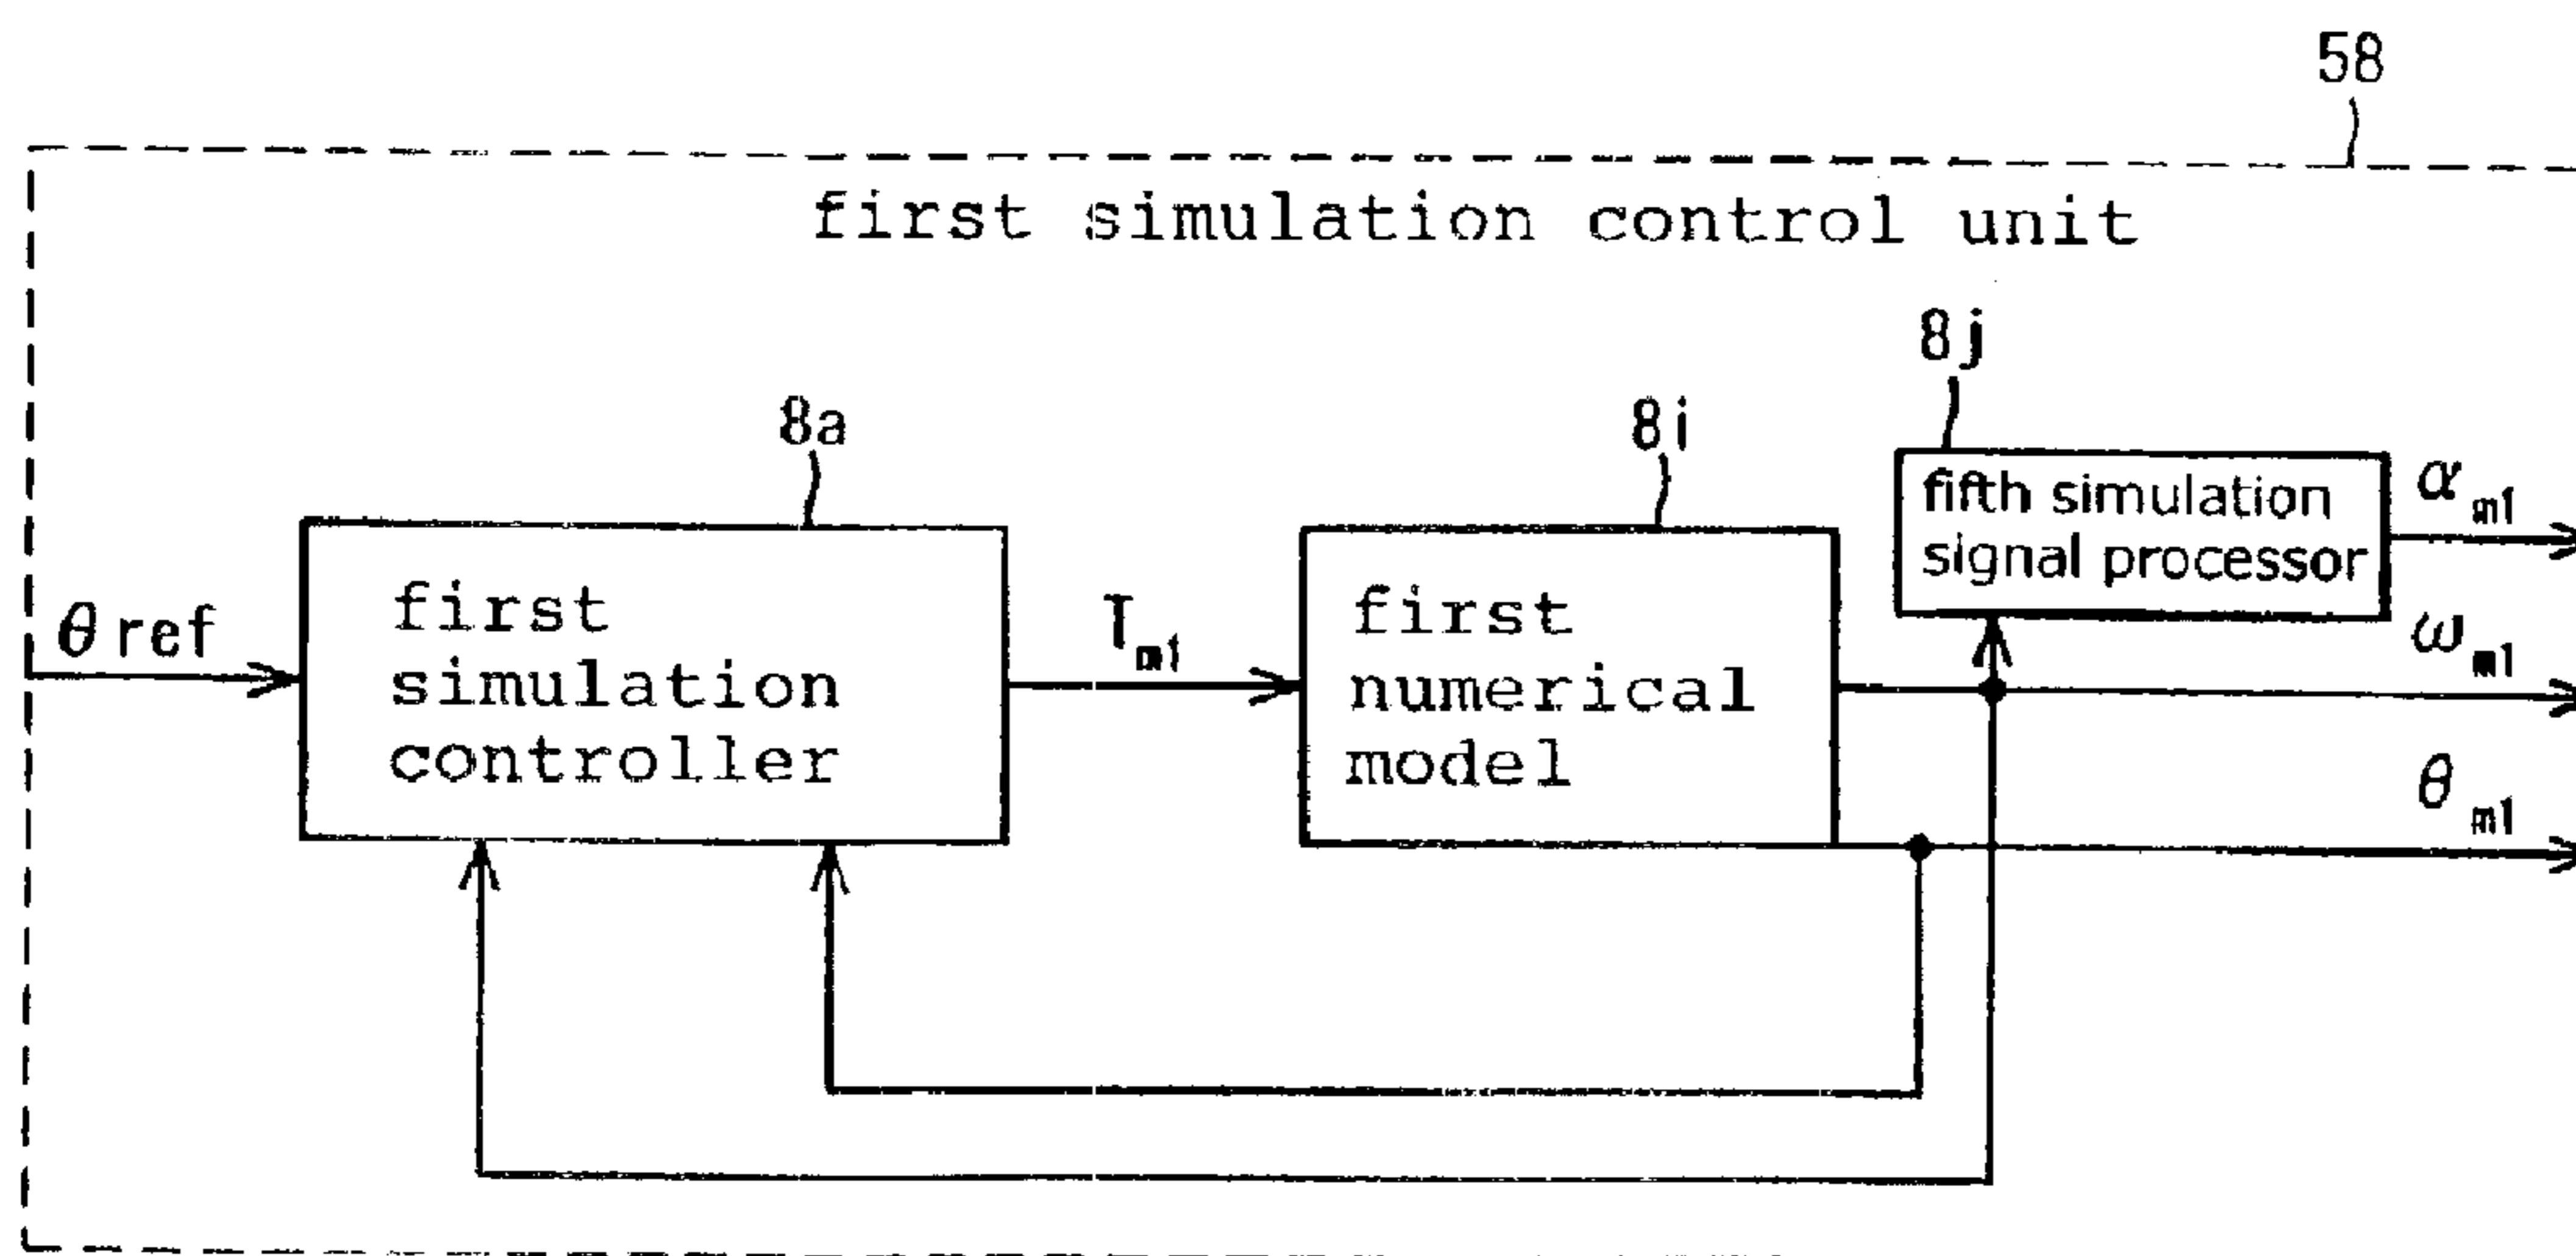 58
first simulation control unit
8j
8a
8i
fifth simulation
signal processor
α m1
ω m1
θ ref
first
simulation
controller
T m1
first
numerical
model
θ m1